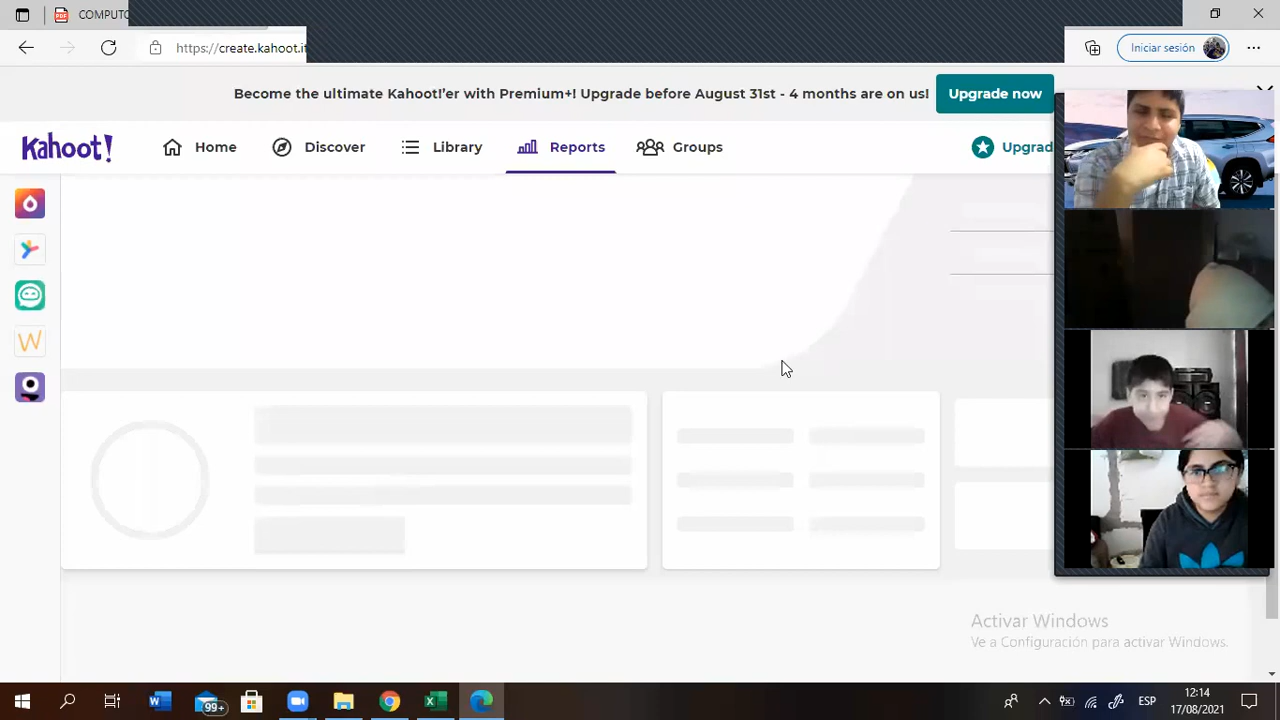 COMPUTO
https://create.kahoot.it
Iniciar sesión
Become the ultimate Kahoot!'er with Premium+! Upgrade before August 31st - 4 months are on us!
Upgrade now
Kahoot!
Home
Discover
Library
Reports
Groups
Upgrad
Activar Windows
Ve a Configuración para activar Windows.
99+
ESP
12:14
17/08/2021